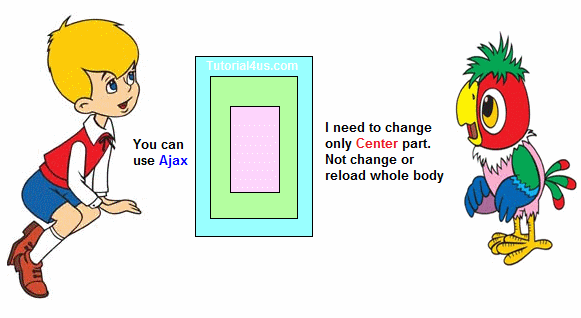 Tutorial4us.com
You can
use Ajax
I need to change
only Center part.
Not change or
reload whole body